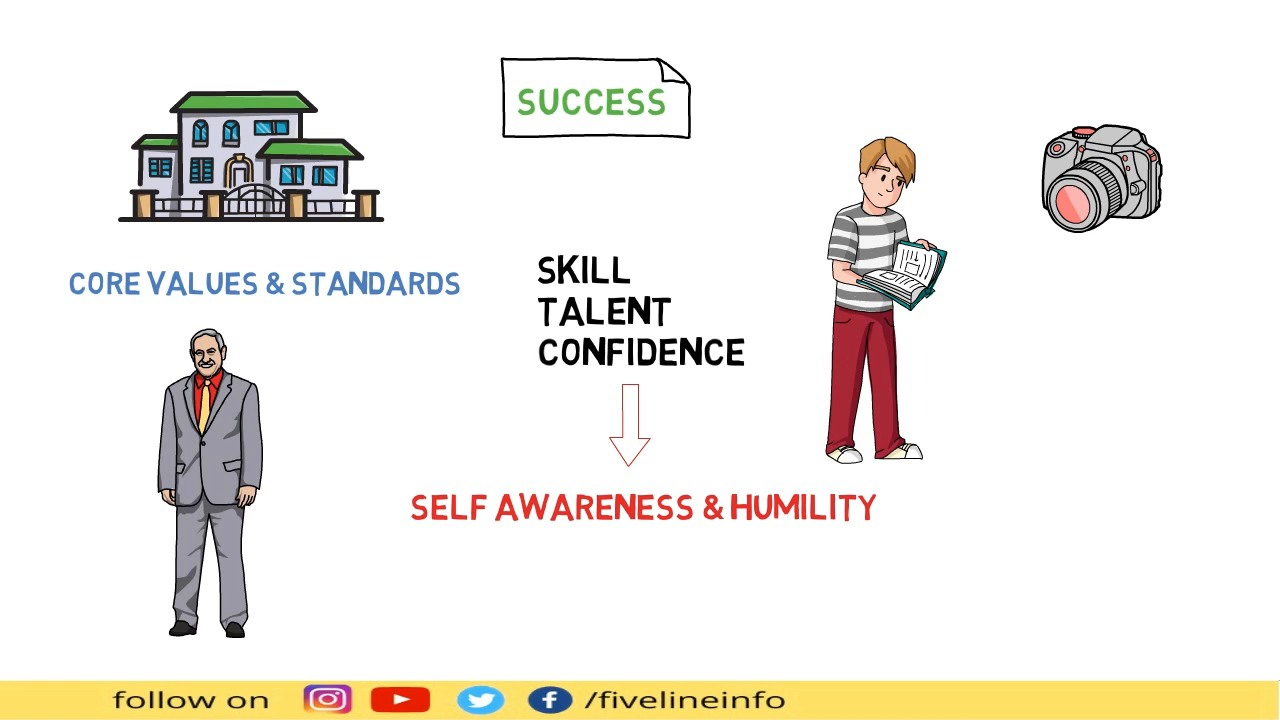 SUCCESS
CORE VALUES & STANDARDS
SKILL
TALENT
CONFIDENCE
SELF AWARENESS & HUMILITY
follow on /fivelineinfo